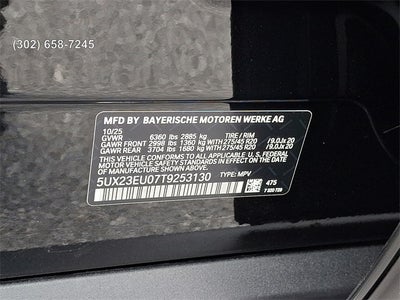 (302) 658-7245
MFD BY BAYERISCHE MOTOREN WERKE AG
10/25
GVWR 6360 lbs 2885 kg TIRE / RIM
GAWR FRONT 2998 lbs 1360 kg WITH 275/45 R20 /9.0Jx 20
GAWR REAR 3704 lbs 1680 kg WITH 275/45 R20 /9.0Jx 20
THIS VEHICLE CONFORMS TO ALL APPLICABLE U.S. FEDERAL MOTOR
VEHICLE SAFETY STANDARDS IN EFFECT ON THE DATE OF
MANUFACTURE SHOWN ABOVE.
5UX23EU07T9253130 TYPE: MPV 475